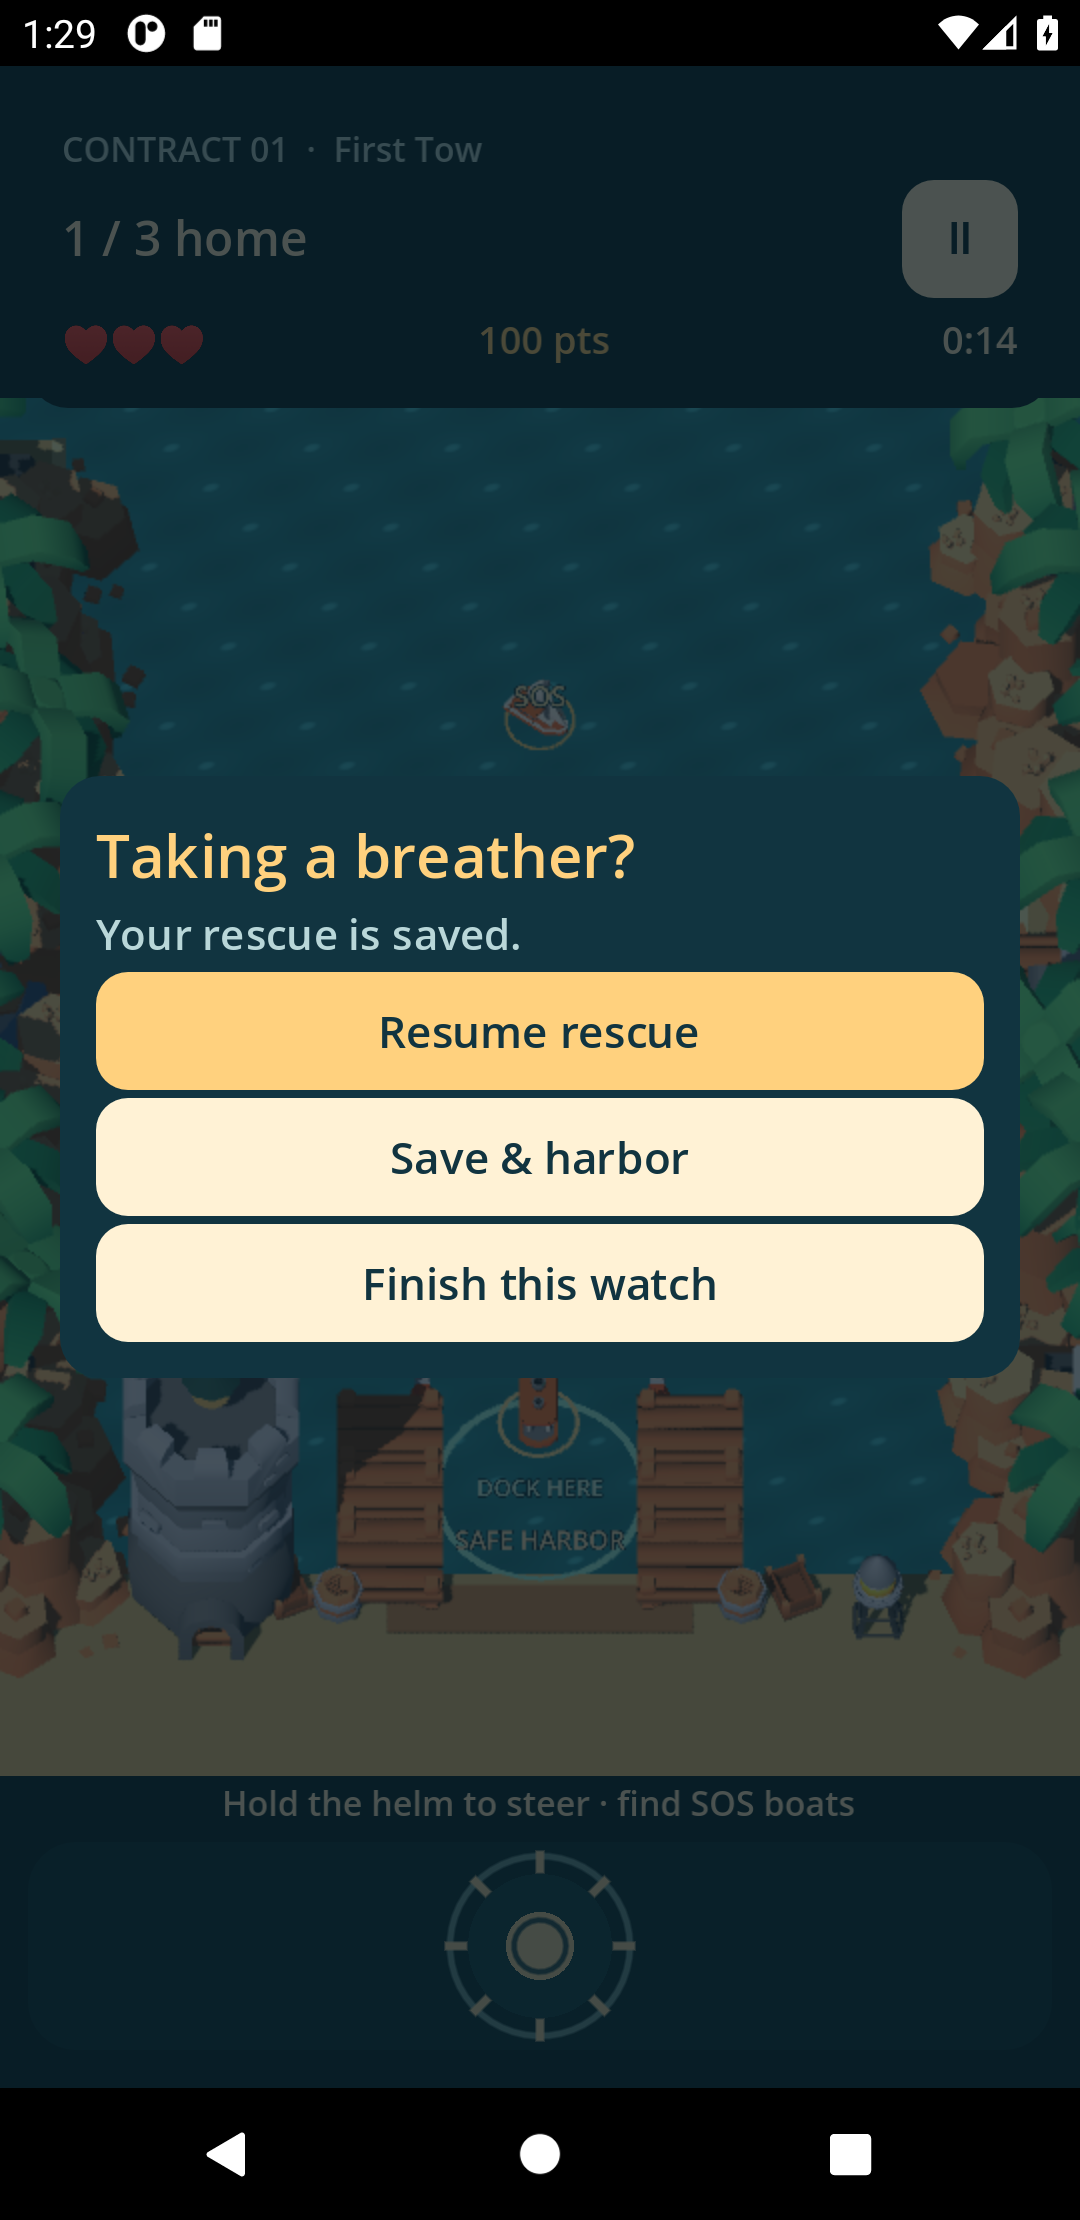 1:29
CONTRACT 01 · First Tow
1 / 3 home
100 pts
0:14
SOS
Taking a breather?
Your rescue is saved.
Resume rescue
Save & harbor
Finish this watch
DOCK HERE
SAFE HARBOR
Hold the helm to steer · find SOS boats